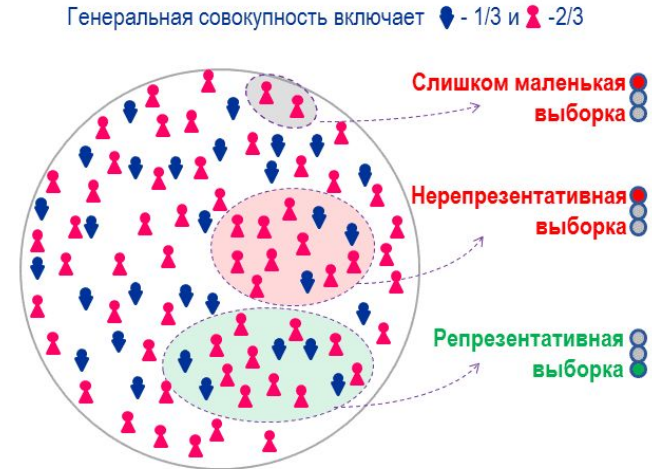 Генеральная совокупность включает - 1/3 и -2/3
Слишком маленькая
выборка
Нерепрезентативная
выборка
Репрезентативная
выборка